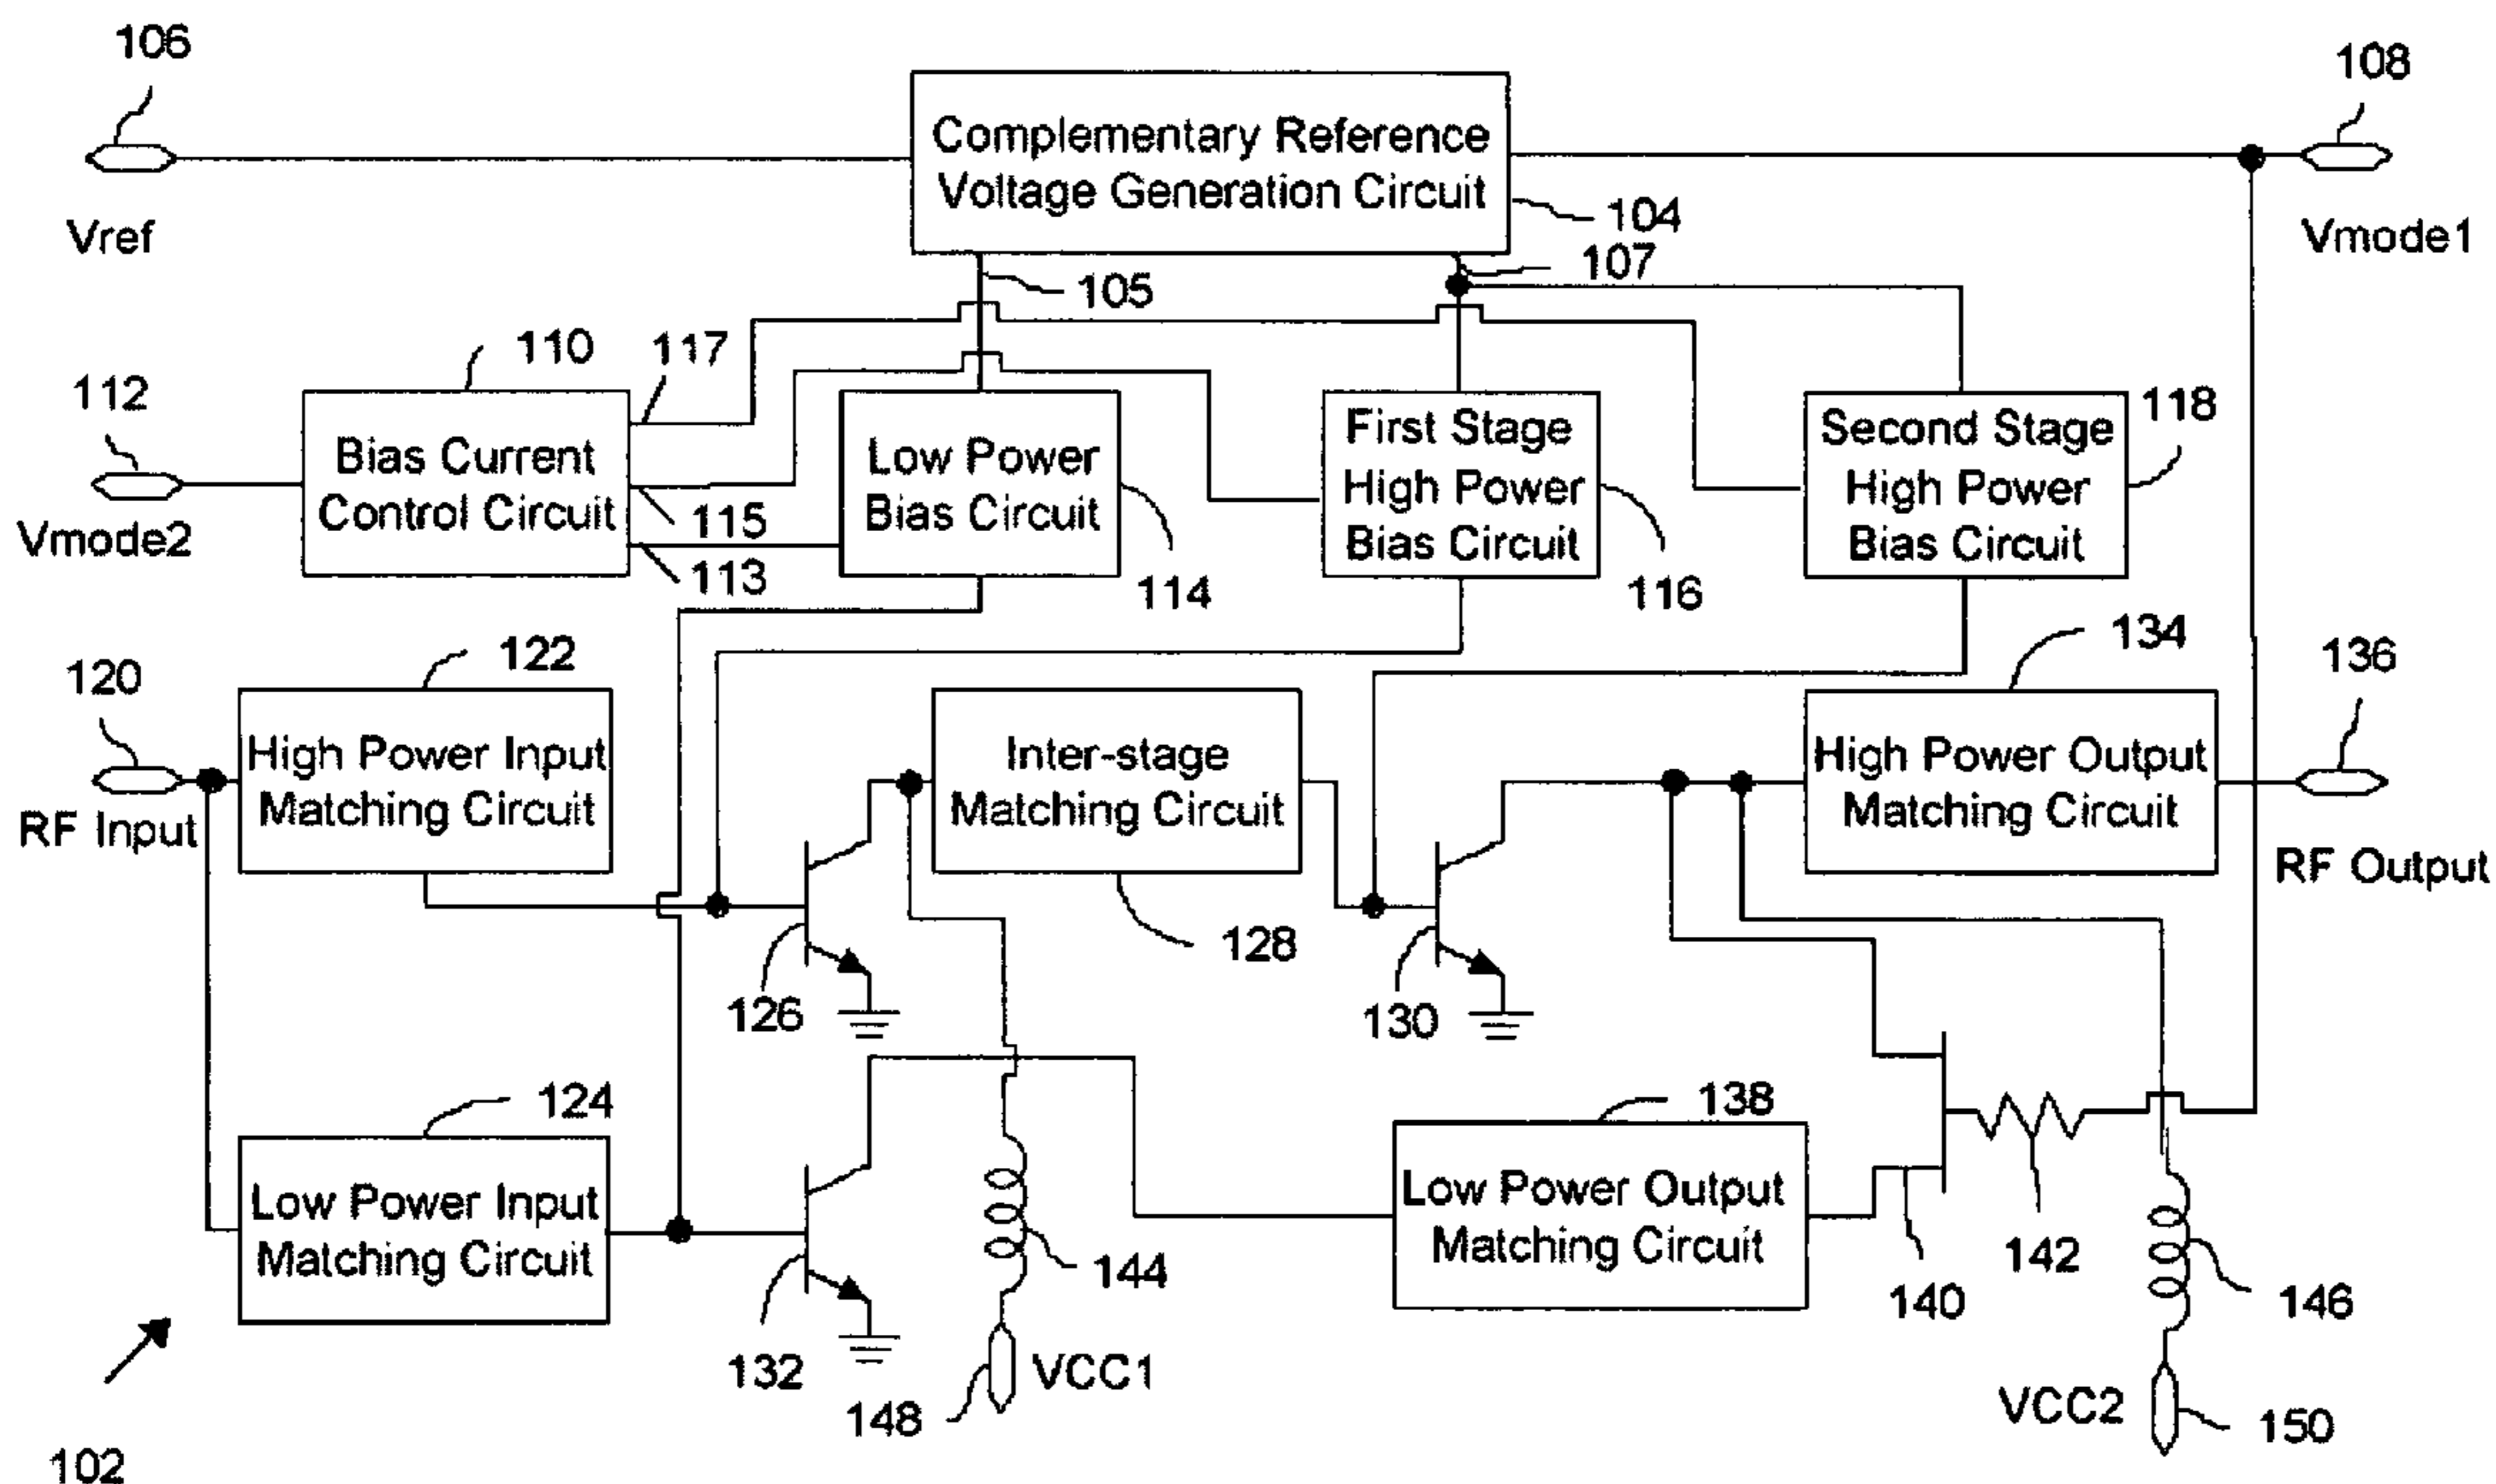 106
108
Complementary Reference
Voltage Generation Circuit
104
Vref
Vmode1
107
105
110
117
112
118
Bias Current
Control Circuit
Low Power
Bias Circuit
First Stage
High Power
Bias Circuit
Second Stage
High Power
Bias Circuit
115
Vmode2
113
114
116
134
122
136
120
High Power Input
Matching Circuit
Inter-stage
Matching Circuit
High Power Output
Matching Circuit
RF Input
RF Output
128
126
130
124
138
Low Power Input
Matching Circuit
Low Power Output
Matching Circuit
142
144
140
146
132
VCC1
148
VCC2
150
102